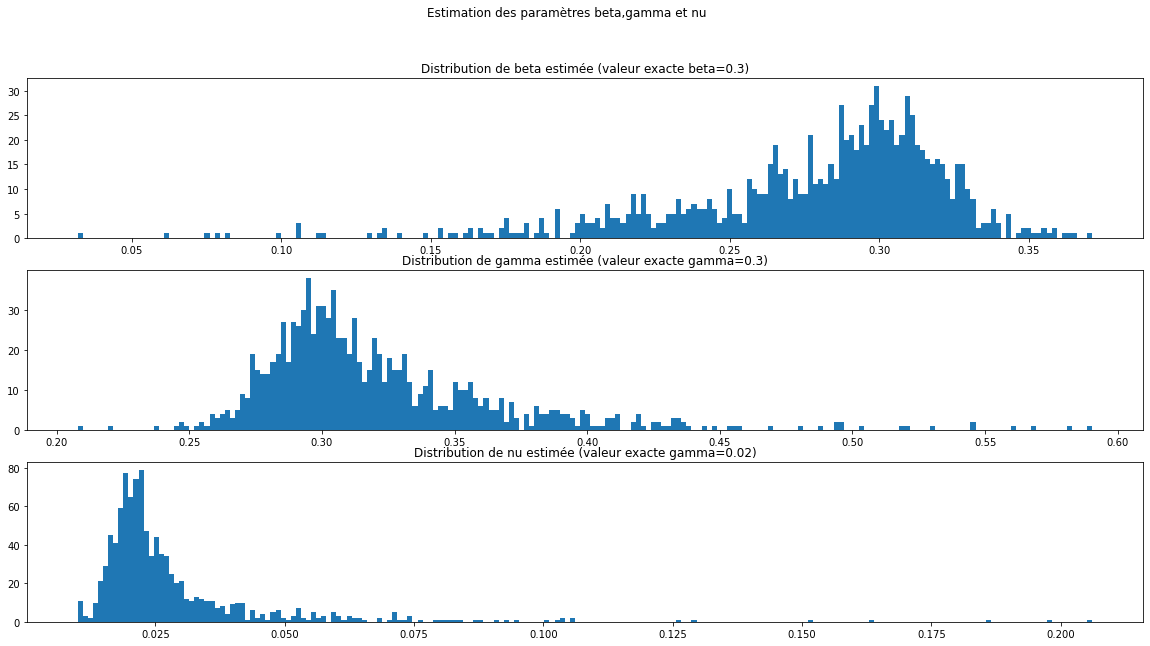 Estimation des paramètres beta,gamma et nu
Distribution de beta estimée (valeur exacte beta=0.3)
30
25
20
15
10
5
0
0.05 0.10 0.15 0.20 0.25 0.30 0.35
Distribution de gamma estimée (valeur exacte gamma=0.3)
30
20
10
0
0.20 0.25 0.30 0.35 0.40 0.45 0.50 0.55 0.60
Distribution de nu estimée (valeur exacte gamma=0.02)
80
60
40
20
0
0.025 0.050 0.075 0.100 0.125 0.150 0.175 0.200